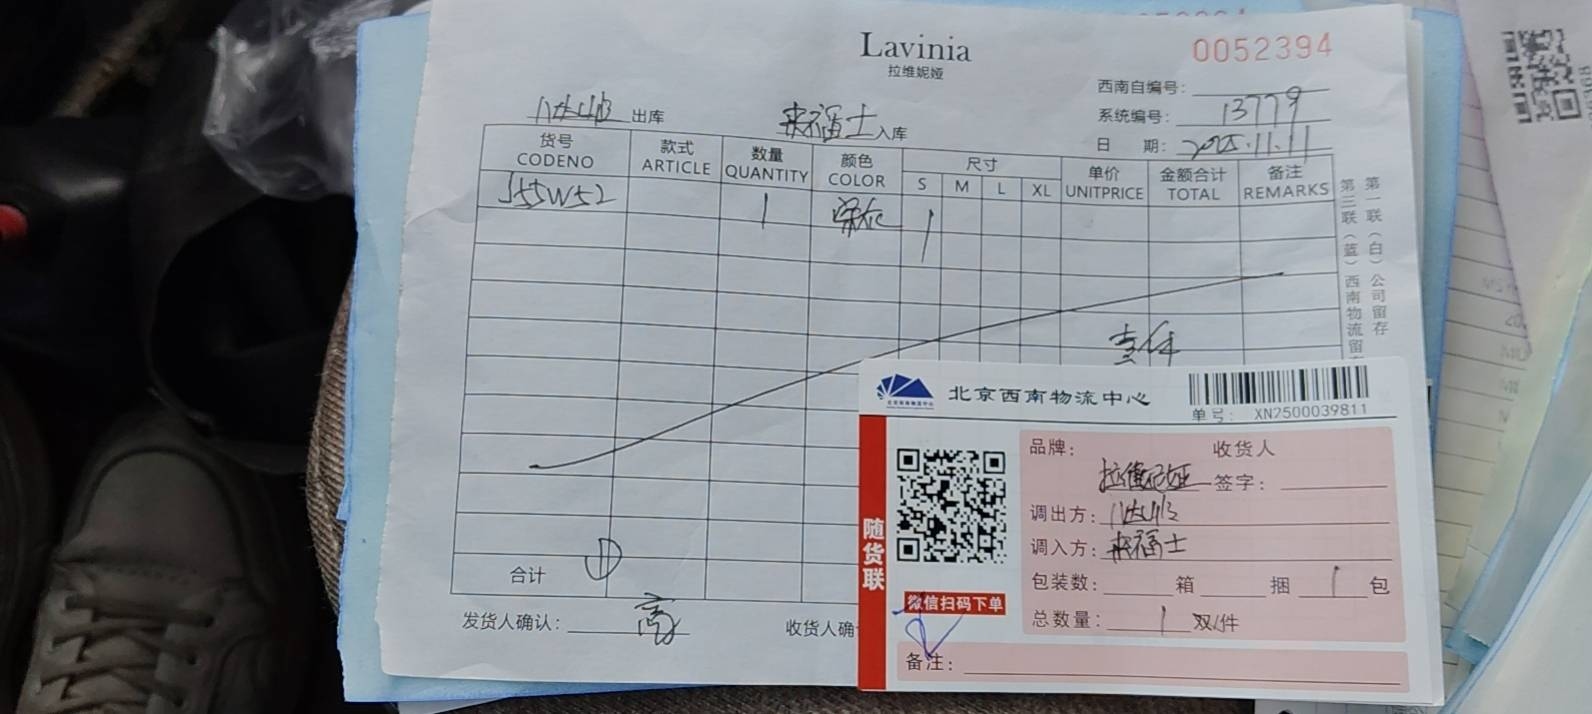 Lavinia
拉维妮娅
0052394
西南自编号：
系统编号：13779
日 期：2025.11.11
出库 来福士入库
货号 款式 数量 颜色 尺寸 单价 金额合计 备注
CODENO ARTICLE QUANTITY COLOR S M L XL UNITPRICE TOTAL REMARKS
S55W52 1 1
合计 ①
发货人确认：高
收货人确
第一联（白）公司留存
第三联（蓝）西南物流留
北京西南物流中心
单号：XN2500039811
随货联
微信扫码下单
品牌：拉维妮娅
收货人
签字：
调出方：
调入方：来福士
包装数： 箱 捆 1 包
总数量：1 双/件
备注：